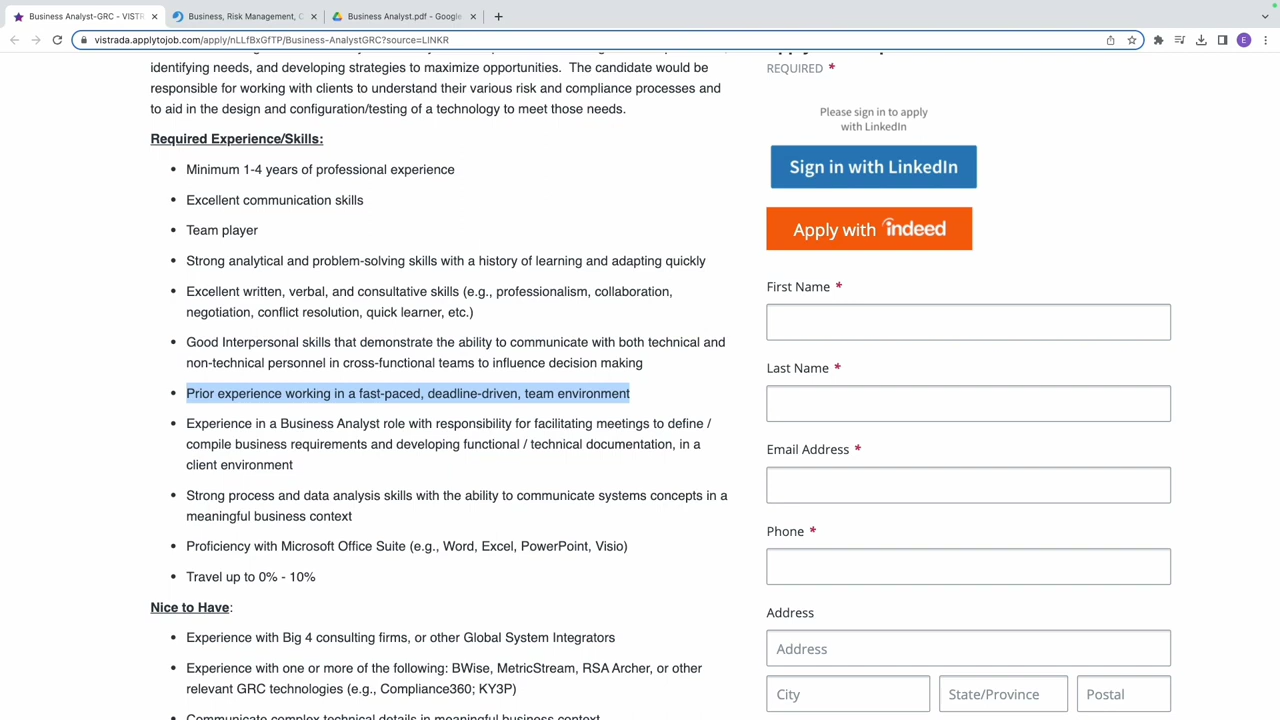 Business Analyst-GRC - VISTR
Business, Risk Management, C
Business Analyst.pdf - Google
vistrada.applytojob.com/apply/nLLfBxGfTP/Business-AnalystGRC?source=LINKR
E
identifying needs, and developing strategies to maximize opportunities. The candidate would be
responsible for working with clients to understand their various risk and compliance processes and
to aid in the design and configuration/testing of a technology to meet those needs.
Required Experience/Skills:
• Minimum 1-4 years of professional experience
• Excellent communication skills
• Team player
• Strong analytical and problem-solving skills with a history of learning and adapting quickly
• Excellent written, verbal, and consultative skills (e.g., professionalism, collaboration,
negotiation, conflict resolution, quick learner, etc.)
• Good Interpersonal skills that demonstrate the ability to communicate with both technical and
non-technical personnel in cross-functional teams to influence decision making
• Prior experience working in a fast-paced, deadline-driven, team environment
• Experience in a Business Analyst role with responsibility for facilitating meetings to define /
compile business requirements and developing functional / technical documentation, in a
client environment
• Strong process and data analysis skills with the ability to communicate systems concepts in a
meaningful business context
• Proficiency with Microsoft Office Suite (e.g., Word, Excel, PowerPoint, Visio)
• Travel up to 0% - 10%
Nice to Have:
• Experience with Big 4 consulting firms, or other Global System Integrators
• Experience with one or more of the following: BWise, MetricStream, RSA Archer, or other
relevant GRC technologies (e.g., Compliance360; KY3P)
• Communicate complex technical details in meaningful business context
REQUIRED *
Please sign in to apply
with LinkedIn
Sign in with LinkedIn
Apply with indeed
First Name *
Last Name *
Email Address *
Phone *
Address
Address
City
State/Province
Postal